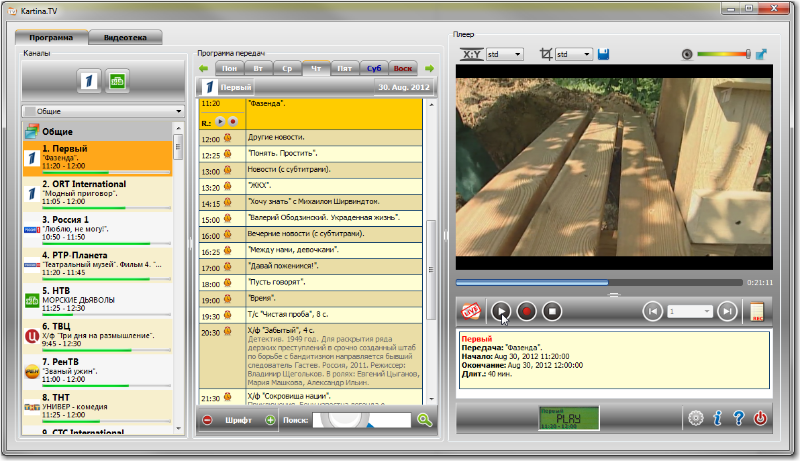 Kartina.TV
Программа
Видеотека
Каналы
Общие
Общие
1. Первый
"Фазенда".
11:20 - 12:00
2. ORT International
"Модный приговор".
11:05 - 12:00
3. Россия 1
"Люблю, не могу!".
10:50 - 11:50
4. РТР-Планета
"Театральный музей". Фильм 4. "...
11:20 - 11:45
5. НТВ
МОРСКИЕ ДЬЯВОЛЫ
11:25 - 12:30
6. ТВЦ
Х/ф "Три дня на размышление".
9:45 - 12:30
7. РенТВ
"Званый ужин".
11:00 - 12:00
8. ТНТ
УНИВЕР - комедия
11:25 - 12:00
9. СТС International
Программа передач
Пон
Вт
Ср
Чт
Пят
Суб
Воск
Первый
30. Aug. 2012
11:20 "Фазенда".
R.:
12:00 Другие новости.
12:25 "Понять. Простить".
13:00 Новости (с субтитрами).
13:20 "ЖКХ".
14:15 "Хочу знать" с Михаилом Ширвиндтом.
15:00 "Валерий Ободзинский. Украденная жизнь".
16:00 Вечерние новости (с субтитрами).
16:25 "Между нами, девочками".
17:00 "Давай поженимся!".
18:00 "Пусть говорят".
19:00 "Время".
19:30 Т/с "Чистая проба", 8 с.
20:30 Х/ф "Забытый", 4 с.
Детектив. 1949 год. Для раскрытия ряда
дерзких преступлений в срочно созданный штаб
по борьбе с бандитизмом направляется бывший
следователь Гастев. Россия, 2011. Режиссер:
Владимир Щегольков. В ролях: Евгений Цыганов,
Мария Машкова, Александр Ильин.
21:30 Х/ф "Сокровища нации".
Шрифт
Поиск:
Плеер
X:Y
std
std
0:21:11
LIVE
1
REC
Первый
Передача: "Фазенда".
Начало: Aug 30, 2012 11:20:00
Окончание: Aug 30, 2012 12:00:00
Длит.: 40 мин.
Первый
PLAY
11:20 - 12:00